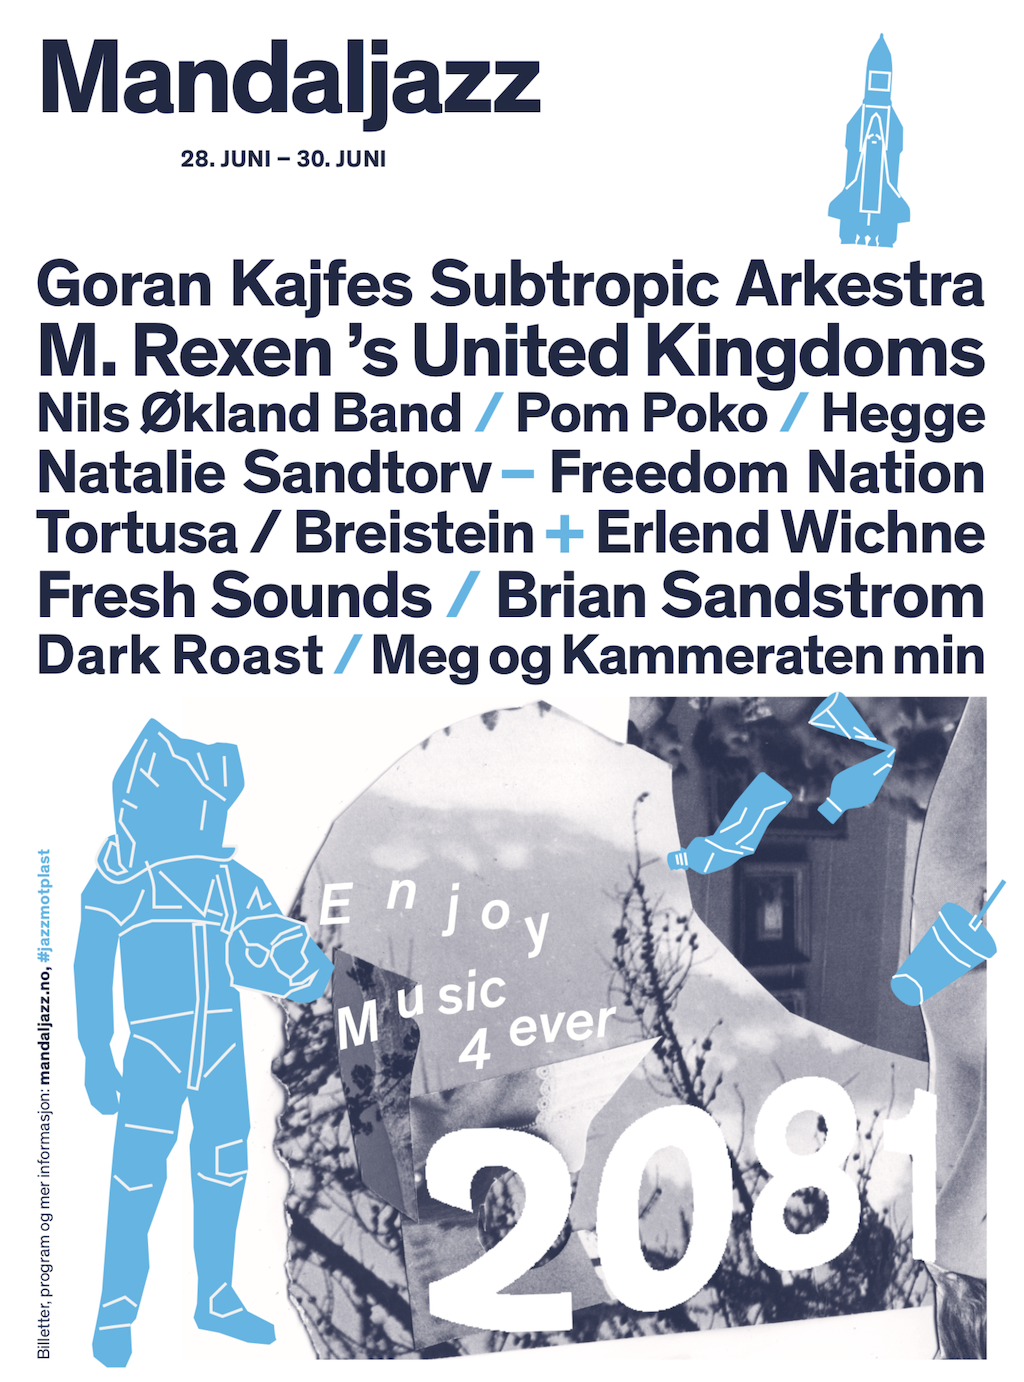 Mandaljazz
28. JUNI – 30. JUNI
Goran Kajfes Subtropic Arkestra
M. Rexen ’s United Kingdoms
Nils Økland Band / Pom Poko / Hegge
Natalie Sandtorv – Freedom Nation
Tortusa / Breistein + Erlend Wichne
Fresh Sounds / Brian Sandstrom
Dark Roast / Meg og Kammeraten min
Enjoy
Music
4 ever
2081
Billetter, program og mer informasjon: mandaljazz.no, #jazzmotplast